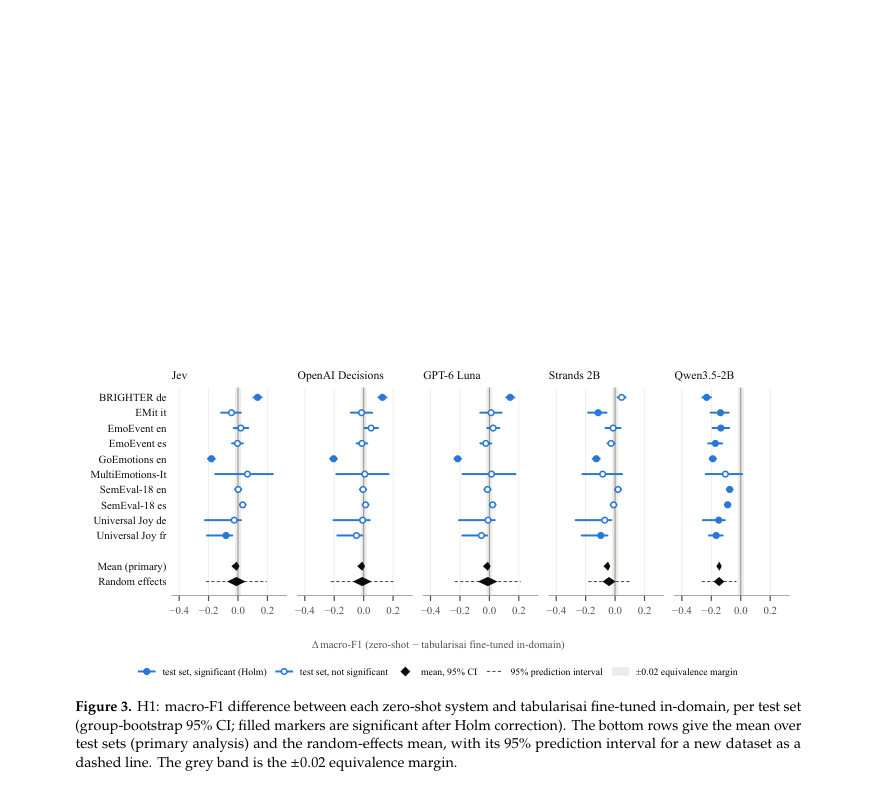 Jev OpenAI Decisions GPT-6 Luna Strands 2B Qwen3.5-2B
BRIGHTER de
EMit it
EmoEvent en
EmoEvent es
GoEmotions en
MultiEmotions-It
SemEval-18 en
SemEval-18 es
Universal Joy de
Universal Joy fr
Mean (primary)
Random effects
−0.4 −0.2 0.0 0.2 −0.4 −0.2 0.0 0.2 −0.4 −0.2 0.0 0.2 −0.4 −0.2 0.0 0.2 −0.4 −0.2 0.0 0.2
Δ macro-F1 (zero-shot − tabularisai fine-tuned in-domain)
test set, significant (Holm) test set, not significant mean, 95% CI 95% prediction interval ±0.02 equivalence margin
Figure 3. H1: macro-F1 difference between each zero-shot system and tabularisai fine-tuned in-domain, per test set
(group-bootstrap 95% CI; filled markers are significant after Holm correction). The bottom rows give the mean over
test sets (primary analysis) and the random-effects mean, with its 95% prediction interval for a new dataset as a
dashed line. The grey band is the ±0.02 equivalence margin.